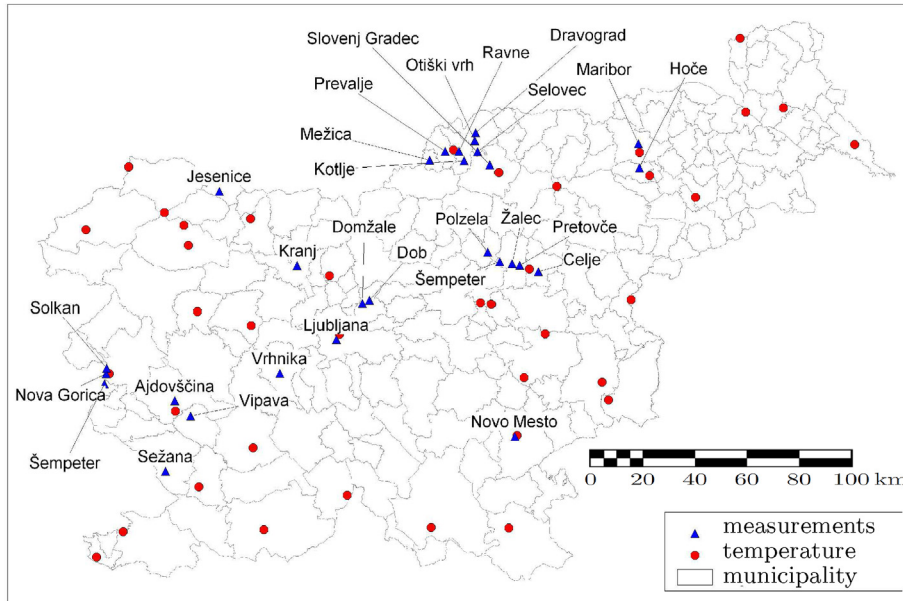 Slovenj Gradec
Dravograd
Ravne
Otiški vrh
Maribor
Hoče
Prevalje
Selovec
Mežica
Kotlje
Jesenice
Polzela
Žalec
Pretovče
Domžale
Kranj
Dob
Šempeter
Celje
Solkan
Ljubljana
Vrhnika
Nova Gorica
Ajdovščina
Vipava
Novo Mesto
Šempeter
Sežana
0 20 40 60 80 100 km
measurements
temperature
municipality